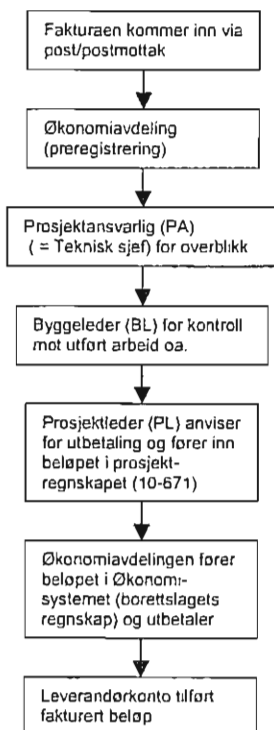 Fakturaen kommer inn via
post/postmottak
Økonomiavdeling
(preregistrering)
Prosjektansvarlig (PA)
( = Teknisk sjef) for overblikk
Byggeleder (BL) for kontroll
mot utført arbeid oa.
Prosjektleder (PL) anviser
for utbetaling og fører inn
beløpet i prosjekt-
regnskapet (10-671)
Økonomiavdelingen fører
beløpet i Økonomi-
systemet (borettslagets
regnskap) og utbetaler
Leverandørkonto tilført
fakturert beløp